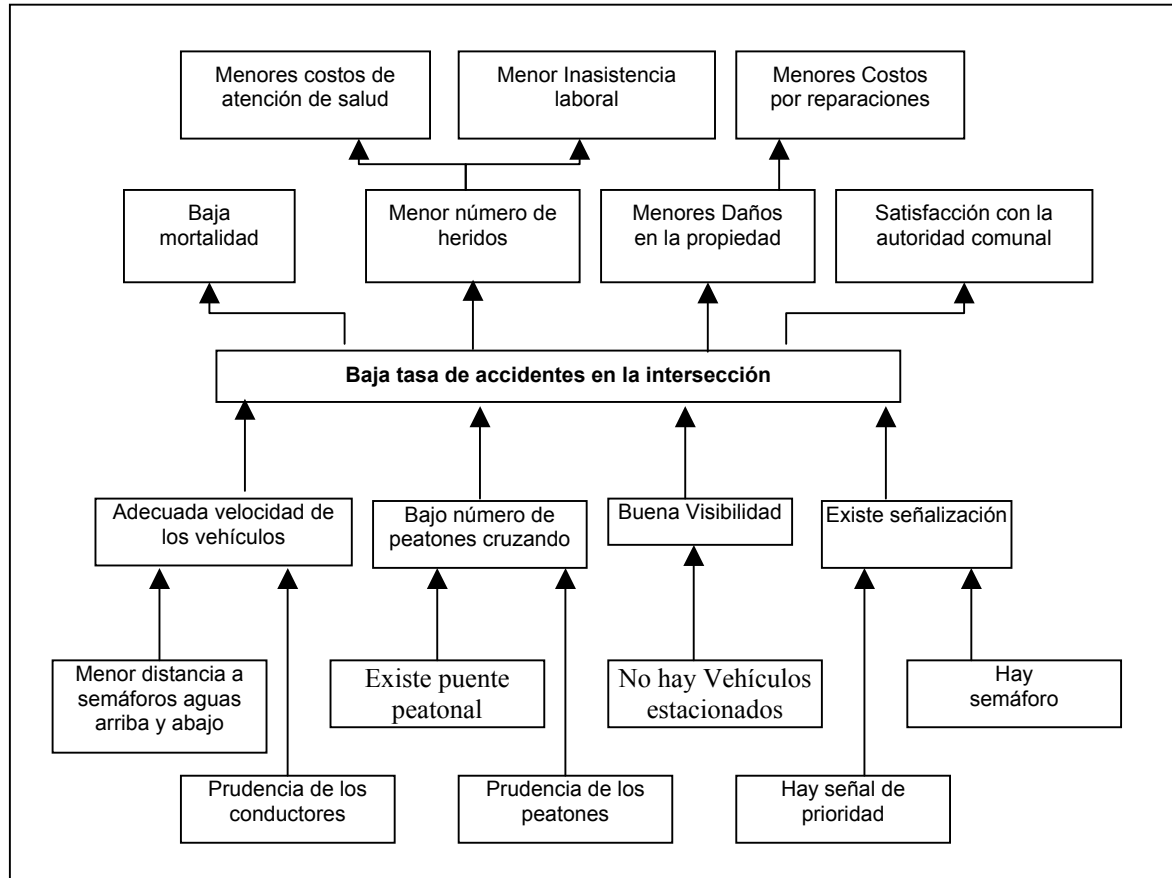 Menores costos de
atención de salud
Menor Inasistencia
laboral
Menores Costos
por reparaciones
Baja
mortalidad
Menor número de
heridos
Menores Daños
en la propiedad
Satisfacción con la
autoridad comunal
Baja tasa de accidentes en la intersección
Adecuada velocidad de
los vehículos
Bajo número de
peatones cruzando
Buena Visibilidad
Existe señalización
Menor distancia a
semáforos aguas
arriba y abajo
Existe puente
peatonal
No hay Vehículos
estacionados
Hay
semáforo
Prudencia de los
conductores
Prudencia de los
peatones
Hay señal de
prioridad